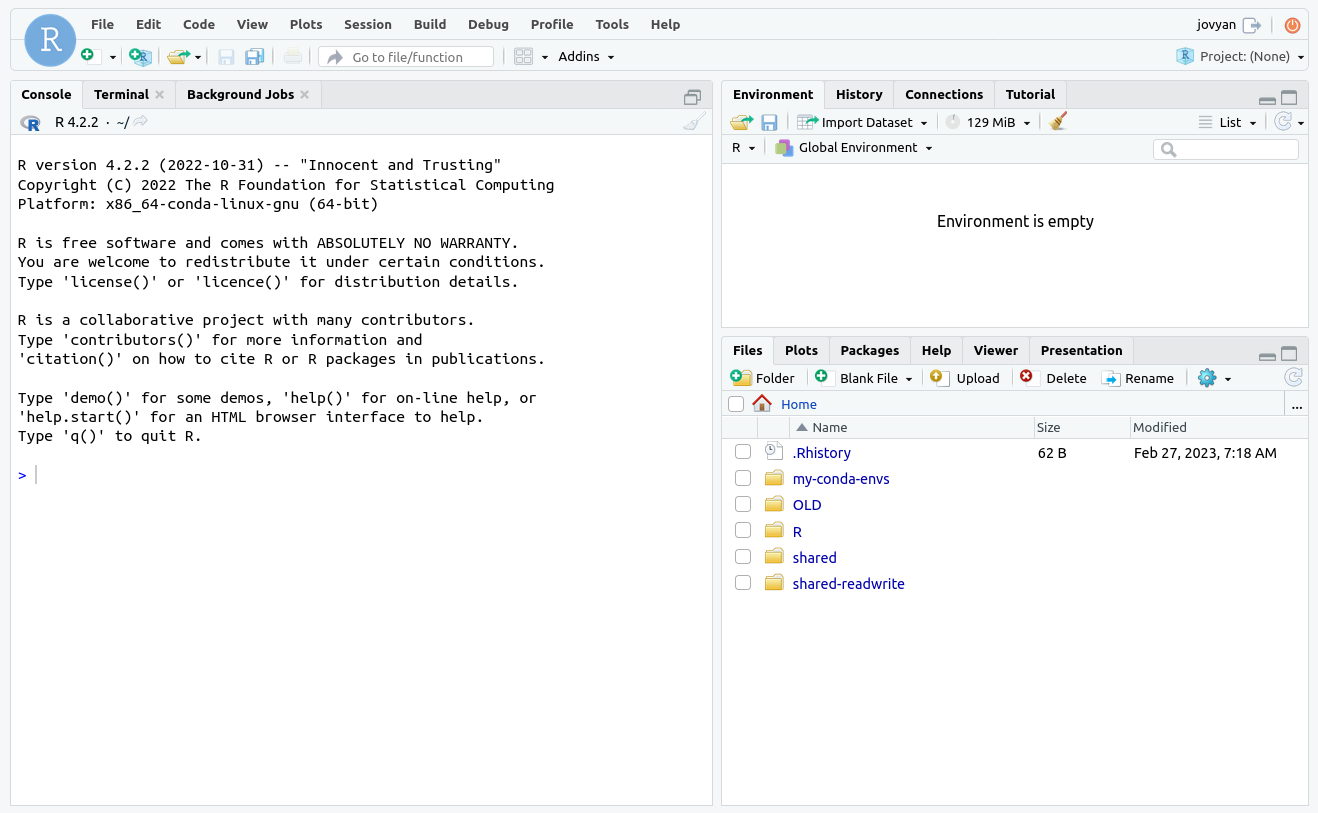 R
File Edit Code View Plots Session Build Debug Profile Tools Help
jovyan
Go to file/function
Addins
Project: (None)
Console Terminal Background Jobs
R 4.2.2 · ~/
R version 4.2.2 (2022-10-31) -- "Innocent and Trusting"
Copyright (C) 2022 The R Foundation for Statistical Computing
Platform: x86_64-conda-linux-gnu (64-bit)
R is free software and comes with ABSOLUTELY NO WARRANTY.
You are welcome to redistribute it under certain conditions.
Type 'license()' or 'licence()' for distribution details.
R is a collaborative project with many contributors.
Type 'contributors()' for more information and
'citation()' on how to cite R or R packages in publications.
Type 'demo()' for some demos, 'help()' for on-line help, or
'help.start()' for an HTML browser interface to help.
Type 'q()' to quit R.
>
Environment History Connections Tutorial
Import Dataset 129 MiB List
R Global Environment
Environment is empty
Files Plots Packages Help Viewer Presentation
Folder Blank File Upload Delete Rename
Home ...
Name Size Modified
.Rhistory 62 B Feb 27, 2023, 7:18 AM
my-conda-envs
OLD
R
shared
shared-readwrite